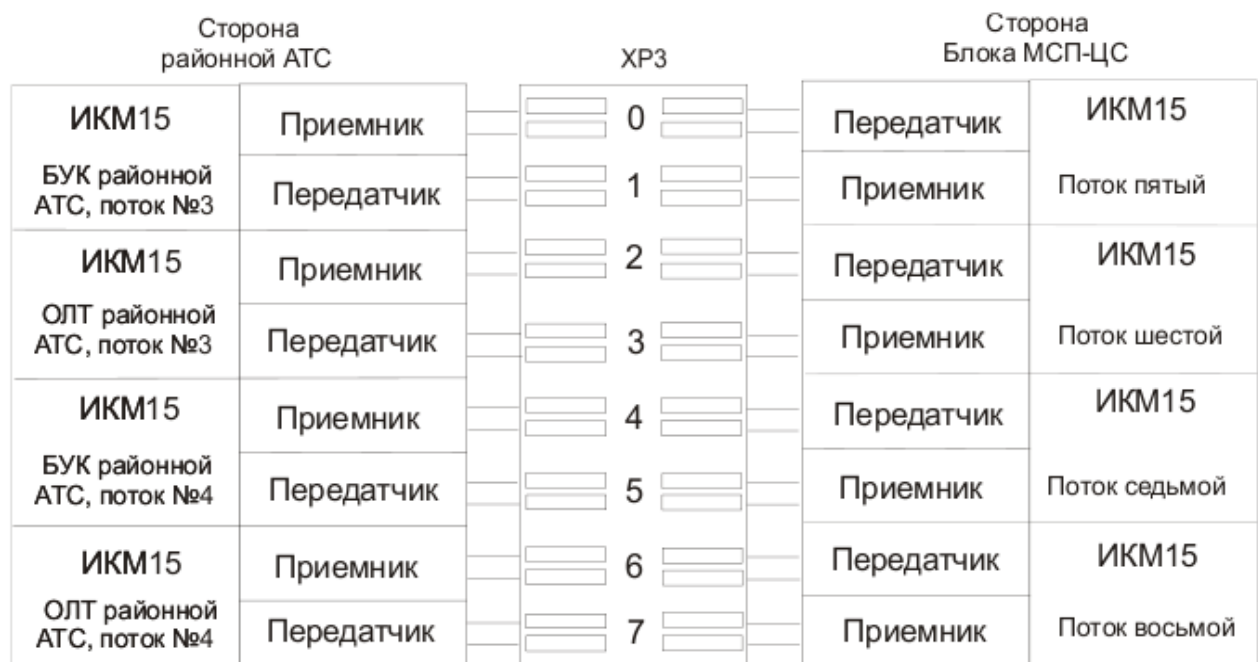 Сторона
районной АТС
ХР3
Сторона
Блока МСП-ЦС
ИКМ15
Приемник
0
Передатчик
ИКМ15
БУК районной
АТС, поток №3
Передатчик
1
Приемник
Поток пятый
ИКМ15
Приемник
2
Передатчик
ИКМ15
ОЛТ районной
АТС, поток №3
Передатчик
3
Приемник
Поток шестой
ИКМ15
Приемник
4
Передатчик
ИКМ15
БУК районной
АТС, поток №4
Передатчик
5
Приемник
Поток седьмой
ИКМ15
Приемник
6
Передатчик
ИКМ15
ОЛТ районной
АТС, поток №4
Передатчик
7
Приемник
Поток восьмой